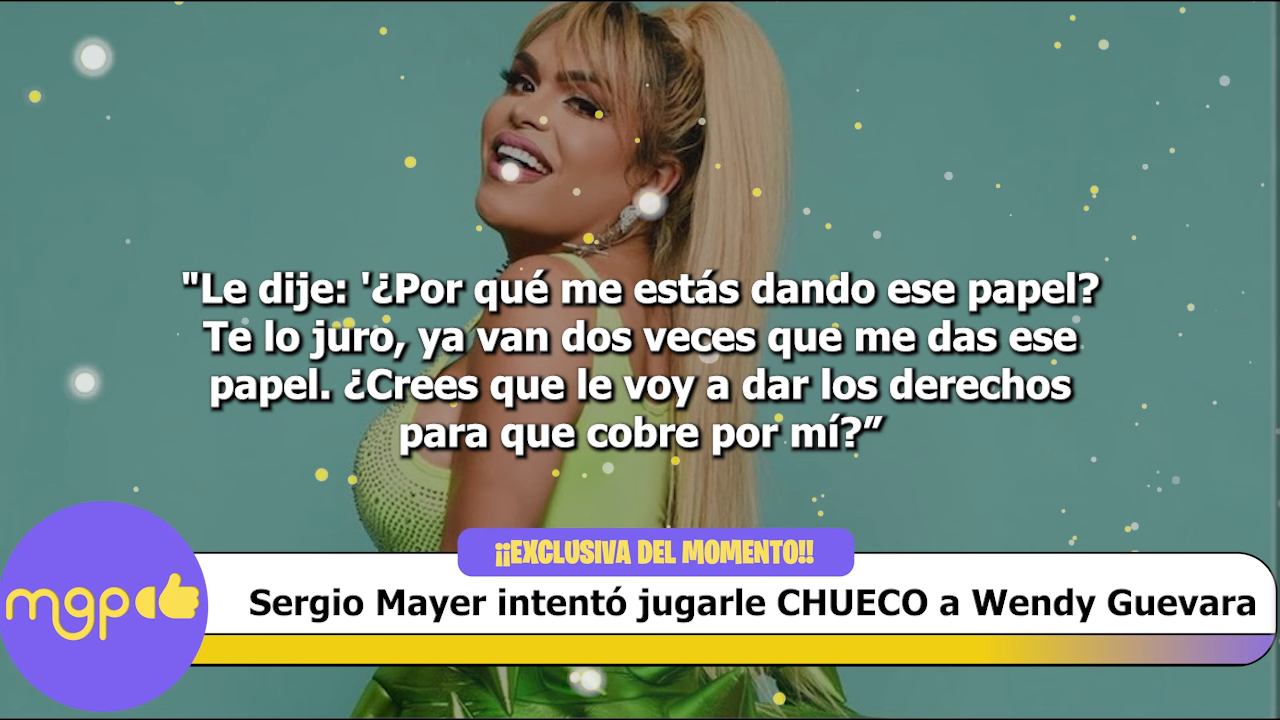 "Le dije: '¿Por qué me estás dando ese papel?
Te lo juro, ya van dos veces que me das ese
papel. ¿Crees que le voy a dar los derechos
para que cobre por mí?”
¡¡EXCLUSIVA DEL MOMENTO!!
mgp
Sergio Mayer intentó jugarle CHUECO a Wendy Guevara